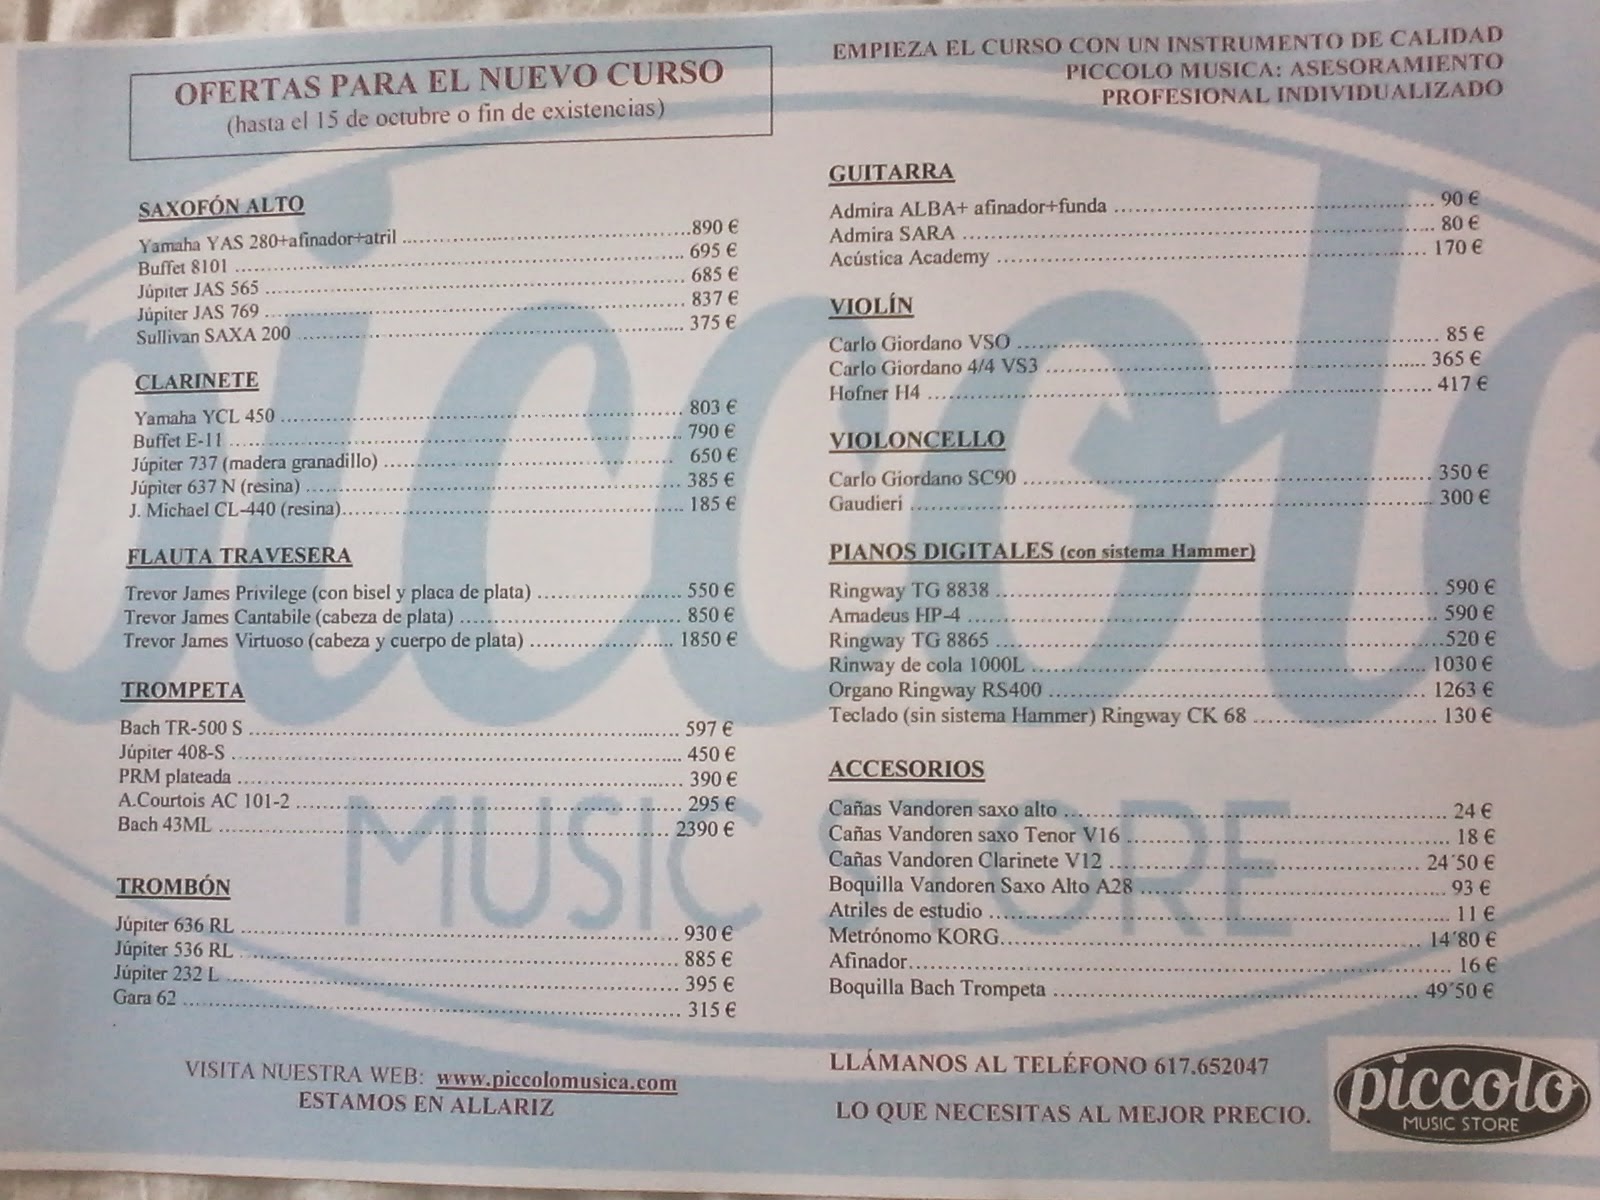 OFERTAS PARA EL NUEVO CURSO
(hasta el 15 de octubre o fin de existencias)
SAXOFÓN ALTO
Yamaha YAS 280+afinador+atril 890 €
Buffet 8101 695 €
Júpiter JAS 565 685 €
Júpiter JAS 769 837 €
Sullivan SAXA 200 375 €
CLARINETE
Yamaha YCL 450 803 €
Buffet E-11 790 €
Júpiter 737 (madera granadillo) 650 €
Júpiter 637 N (resina) 385 €
J. Michael CL-440 (resina) 185 €
FLAUTA TRAVESERA
Trevor James Privilege (con bisel y placa de plata) 550 €
Trevor James Cantabile (cabeza de plata) 850 €
Trevor James Virtuoso (cabeza y cuerpo de plata) 1850 €
TROMPETA
Bach TR-500 S 597 €
Júpiter 408-S 450 €
PRM plateada 390 €
A.Courtois AC 101-2 295 €
Bach 43ML 2390 €
TROMBÓN
Júpiter 636 RL 930 €
Júpiter 536 RL 885 €
Júpiter 232 L 395 €
Gara 62 315 €
VISITA NUESTRA WEB: www.piccolomusica.com
ESTAMOS EN ALLARIZ
EMPIEZA EL CURSO CON UN INSTRUMENTO DE CALIDAD
PICCOLO MUSICA: ASESORAMIENTO
PROFESIONAL INDIVIDUALIZADO
GUITARRA
Admira ALBA+ afinador+funda 90 €
Admira SARA 80 €
Acústica Academy 170 €
VIOLÍN
Carlo Giordano VSO 85 €
Carlo Giordano 4/4 VS3 365 €
Hofner H4 417 €
VIOLONCELLO
Carlo Giordano SC90 350 €
Gaudieri 300 €
PIANOS DIGITALES (con sistema Hammer)
Ringway TG 8838 590 €
Amadeus HP-4 590 €
Ringway TG 8865 520 €
Rinway de cola 1000L 1030 €
Organo Ringway RS400 1263 €
Teclado (sin sistema Hammer) Ringway CK 68 130 €
ACCESORIOS
Cañas Vandoren saxo alto 24 €
Cañas Vandoren saxo Tenor V16 18 €
Cañas Vandoren Clarinete V12 24´50 €
Boquilla Vandoren Saxo Alto A28 93 €
Atriles de estudio 11 €
Metrónomo KORG 14´80 €
Afinador 16 €
Boquilla Bach Trompeta 49´50 €
LLÁMANOS AL TELÉFONO 617.652047
LO QUE NECESITAS AL MEJOR PRECIO.
piccolo
MUSIC STORE
piccolo
MUSIC STORE